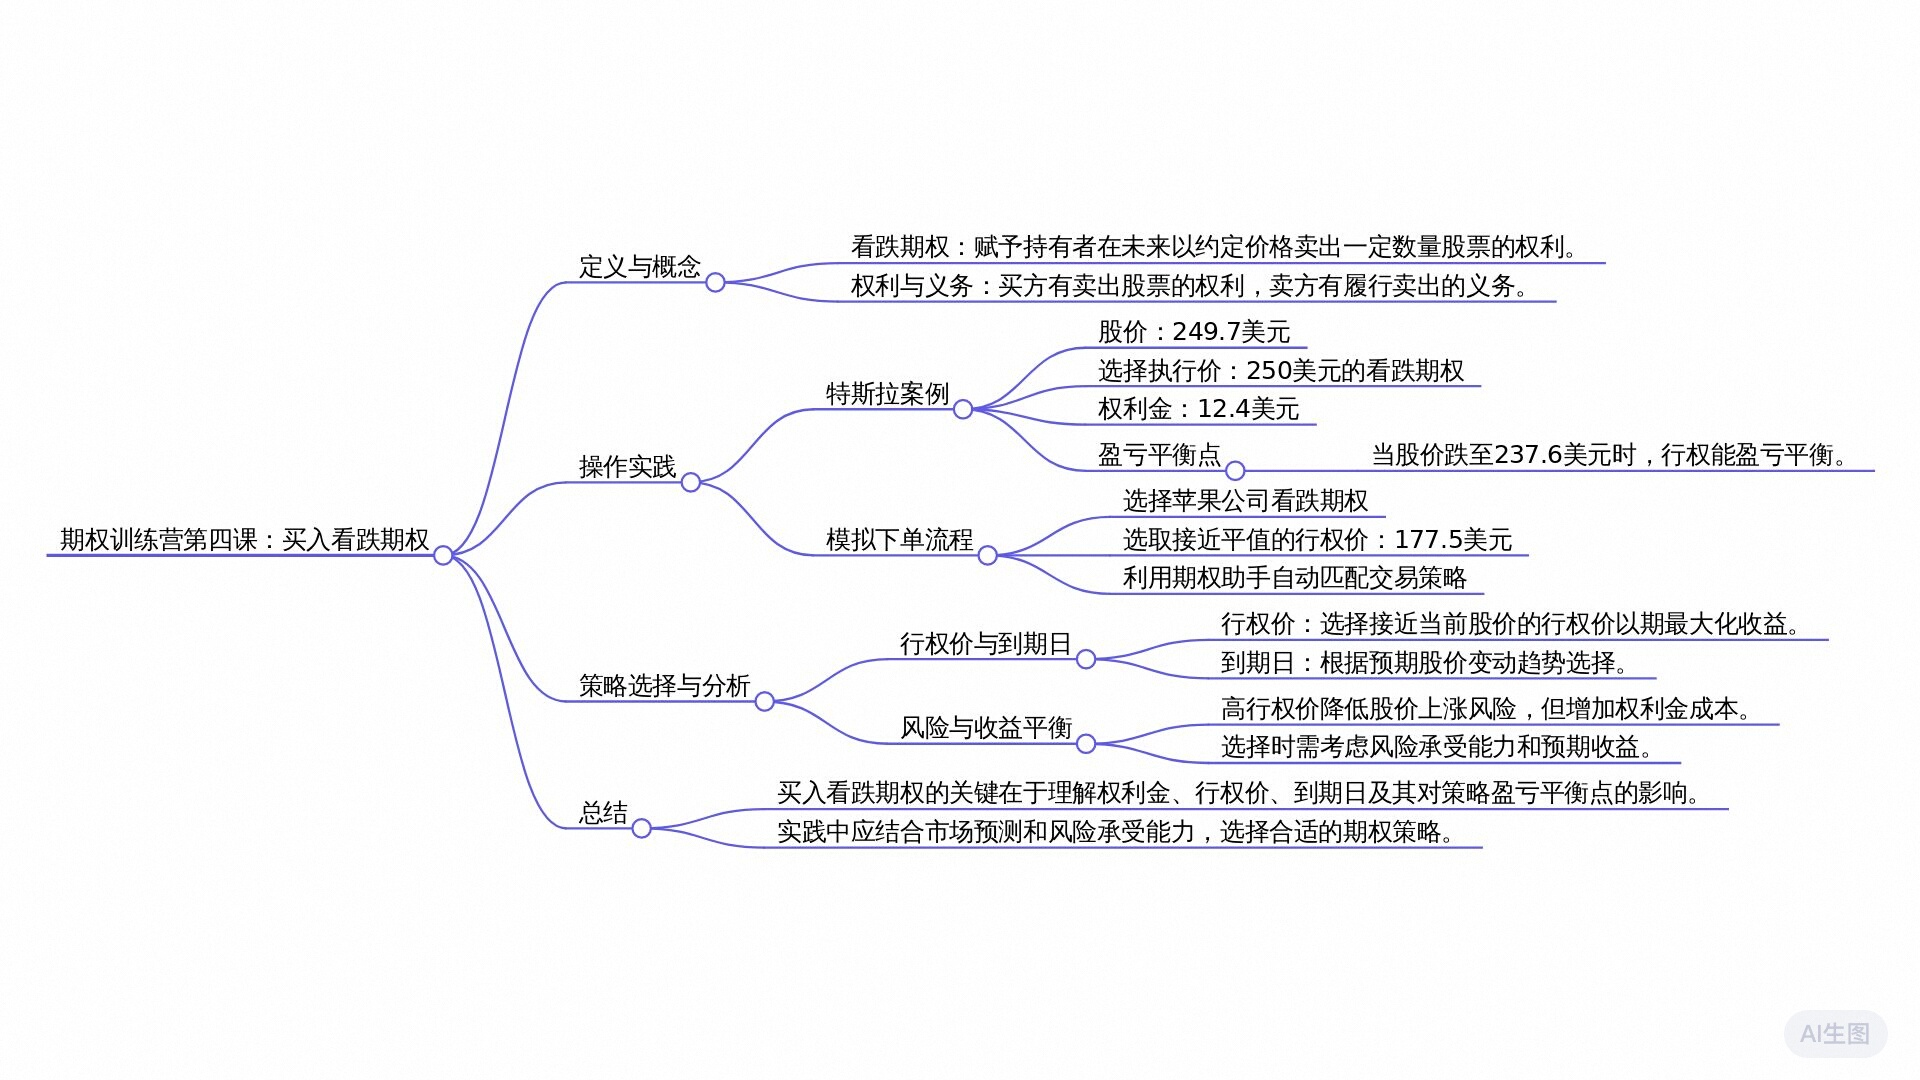 期权训练营第四课：买入看跌期权
定义与概念
看跌期权：赋予持有者在未来以约定价格卖出一定数量股票的权利。
权利与义务：买方有卖出股票的权利，卖方有履行卖出的义务。
操作实践
特斯拉案例
股价：249.7美元
选择执行价：250美元的看跌期权
权利金：12.4美元
盈亏平衡点
当股价跌至237.6美元时，行权能盈亏平衡。
模拟下单流程
选择苹果公司看跌期权
选取接近平值的行权价：177.5美元
利用期权助手自动匹配交易策略
策略选择与分析
行权价与到期日
行权价：选择接近当前股价的行权价以期最大化收益。
到期日：根据预期股价变动趋势选择。
风险与收益平衡
高行权价降低股价上涨风险，但增加权利金成本。
选择时需考虑风险承受能力和预期收益。
总结
买入看跌期权的关键在于理解权利金、行权价、到期日及其对策略盈亏平衡点的影响。
实践中应结合市场预测和风险承受能力，选择合适的期权策略。
AI生图